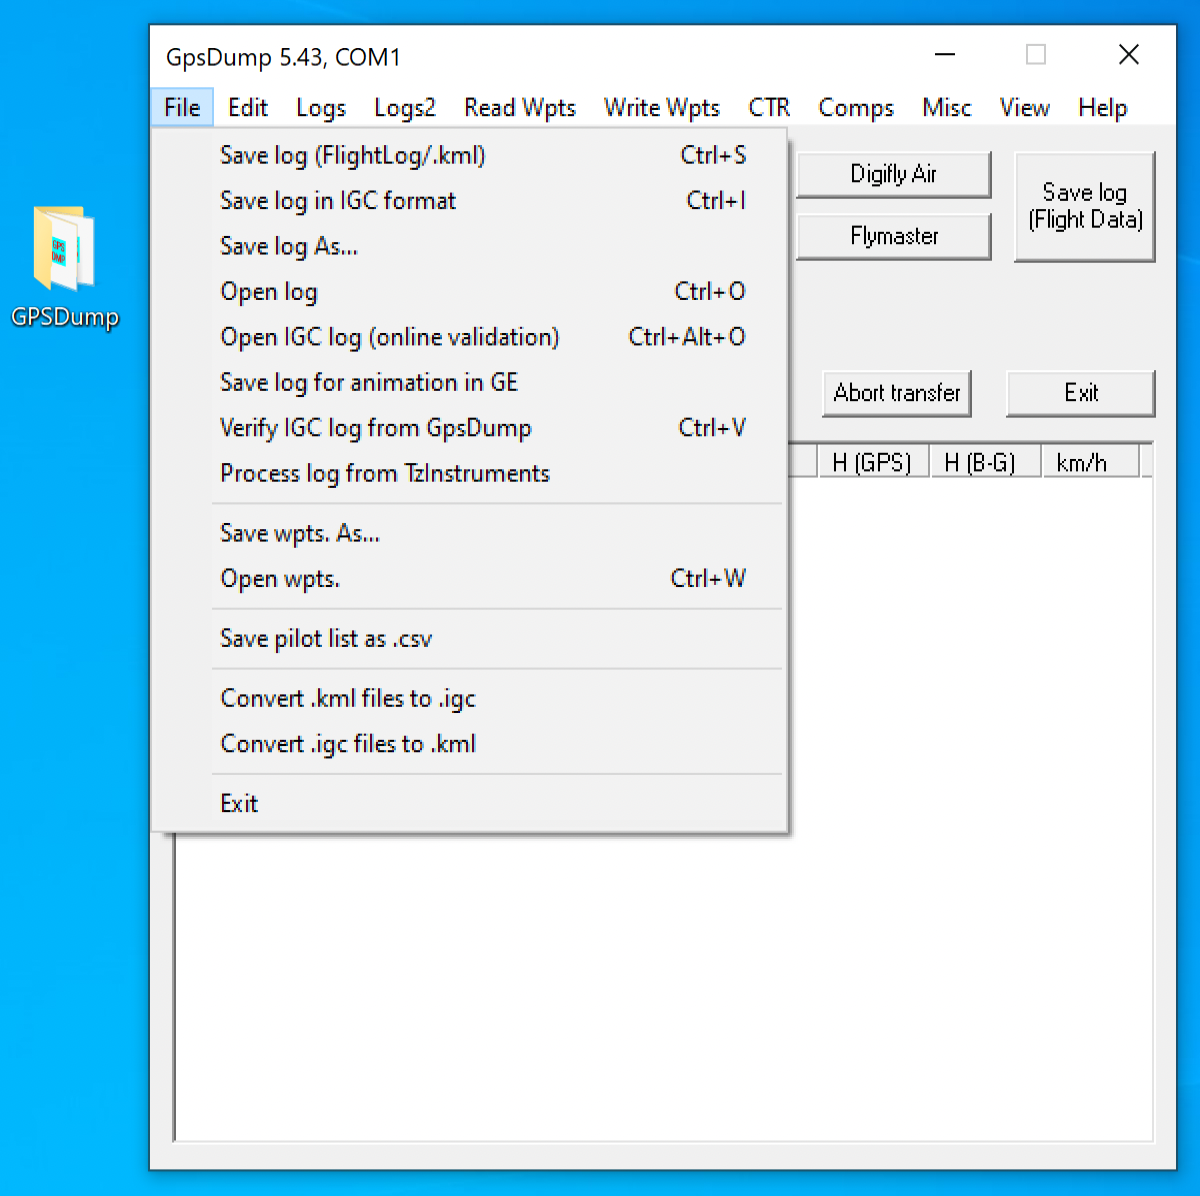 GpsDump 5.43, COM1
File Edit Logs Logs2 Read Wpts Write Wpts CTR Comps Misc View Help
Save log (FlightLog/.kml) Ctrl+S
Save log in IGC format Ctrl+I
Save log As...
Open log Ctrl+O
Open IGC log (online validation) Ctrl+Alt+O
Save log for animation in GE
Verify IGC log from GpsDump Ctrl+V
Process log from TzInstruments
Save wpts. As...
Open wpts. Ctrl+W
Save pilot list as .csv
Convert .kml files to .igc
Convert .igc files to .kml
Exit
Digifly Air
Flymaster
Save log
(Flight Data)
Abort transfer
Exit
H (GPS) H (B-G) km/h
GPS
DMP
GPSDump